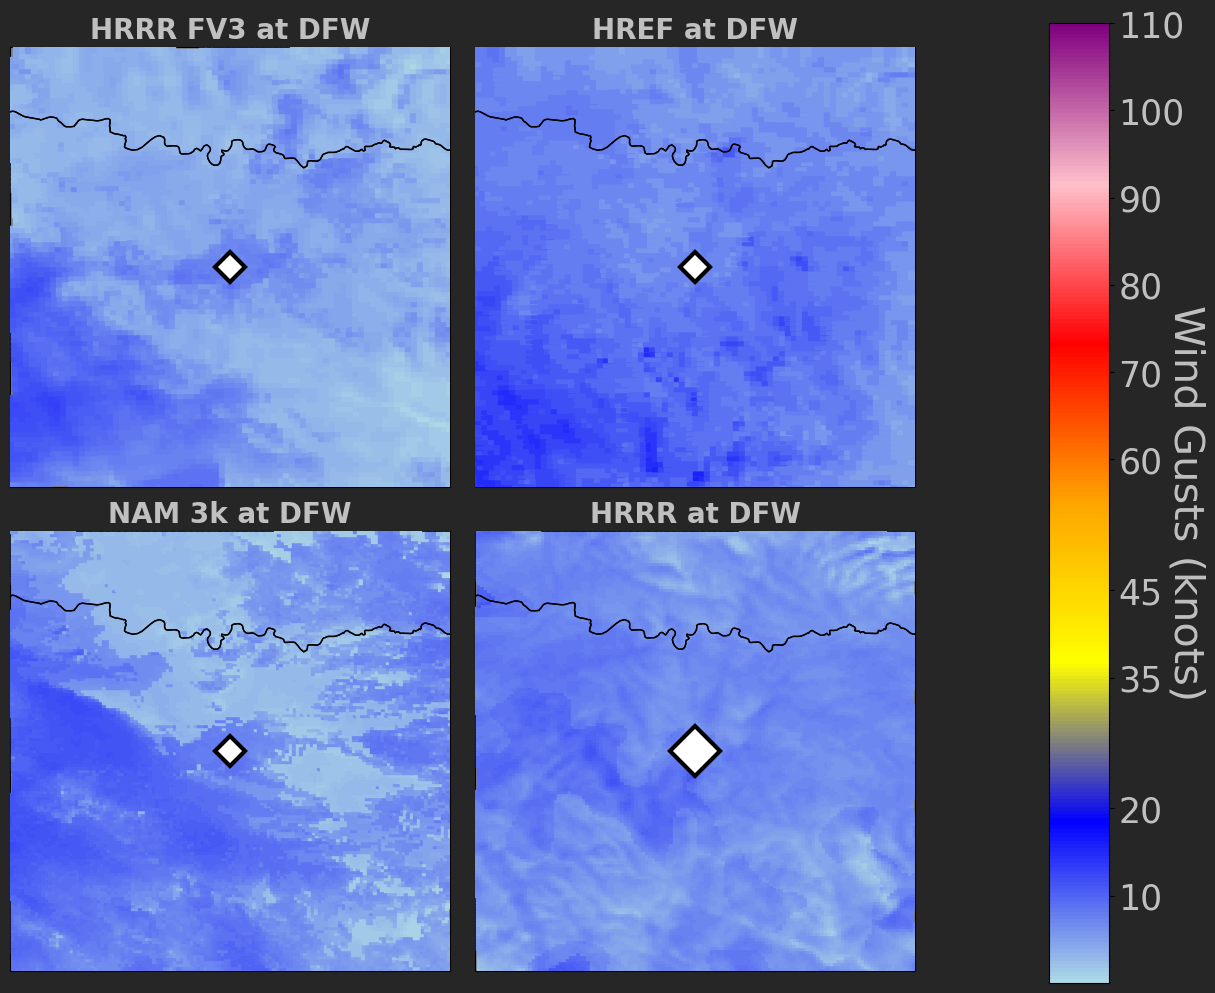 HRRR FV3 at DFW
HREF at DFW
NAM 3k at DFW
HRRR at DFW
110
100
90
80
70
60
45
35
20
10
Wind Gusts (knots)